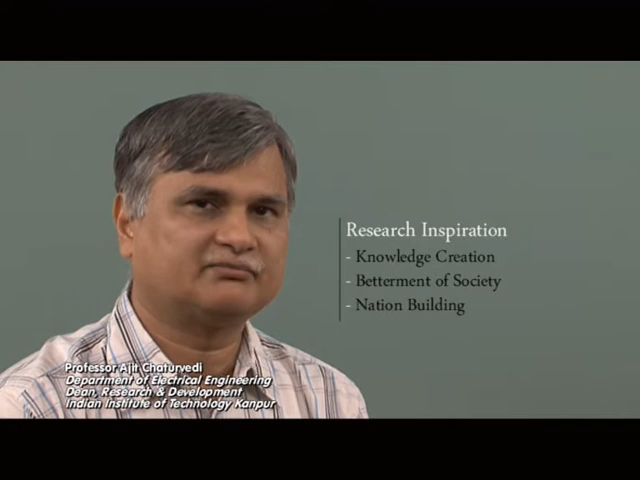 Research Inspiration
- Knowledge Creation
- Betterment of Society
- Nation Building
Professor Ajit Chaturvedi
Department of Electrical Engineering
Dean, Research & Development
Indian Institute of Technology Kanpur